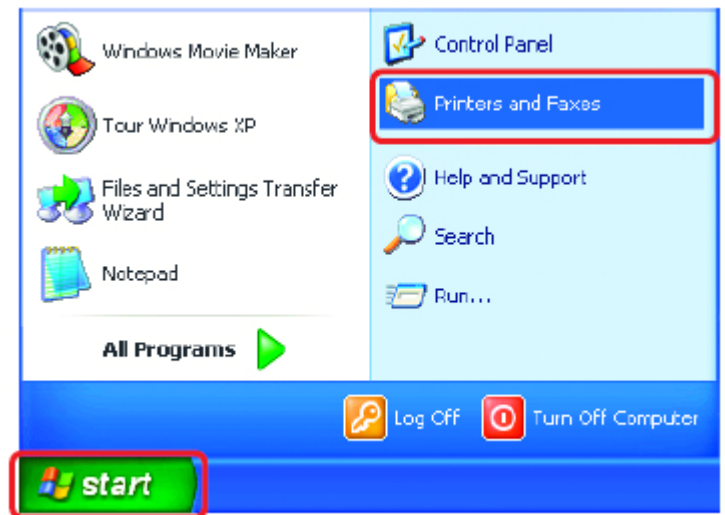 Windows Movie Maker
Tour Windows XP
Files and Settings Transfer
Wizard
Notepad
All Programs
Control Panel
Printers and Faxes
Help and Support
Search
Run...
Log Off
Turn Off Computer
start